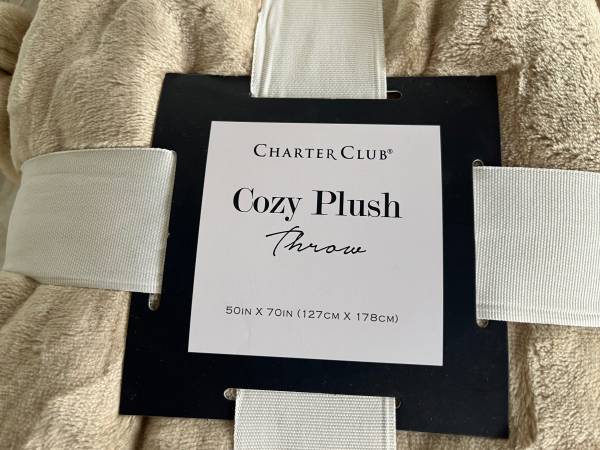 CHARTER CLUB®
Cozy Plush
Throw
50IN X 70IN (127CM X 178CM)